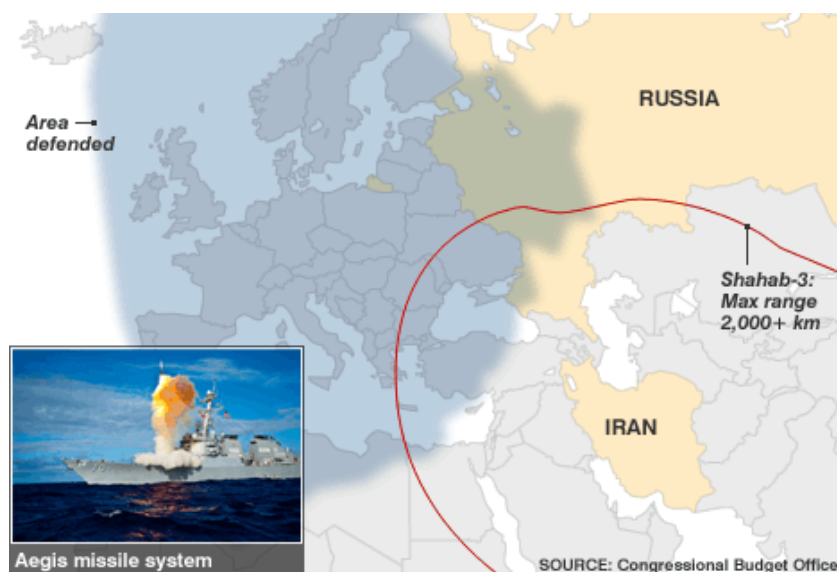 RUSSIA
Area
defended
Shahab-3:
Max range
2,000+ km
IRAN
Aegis missile system
SOURCE: Congressional Budget Office